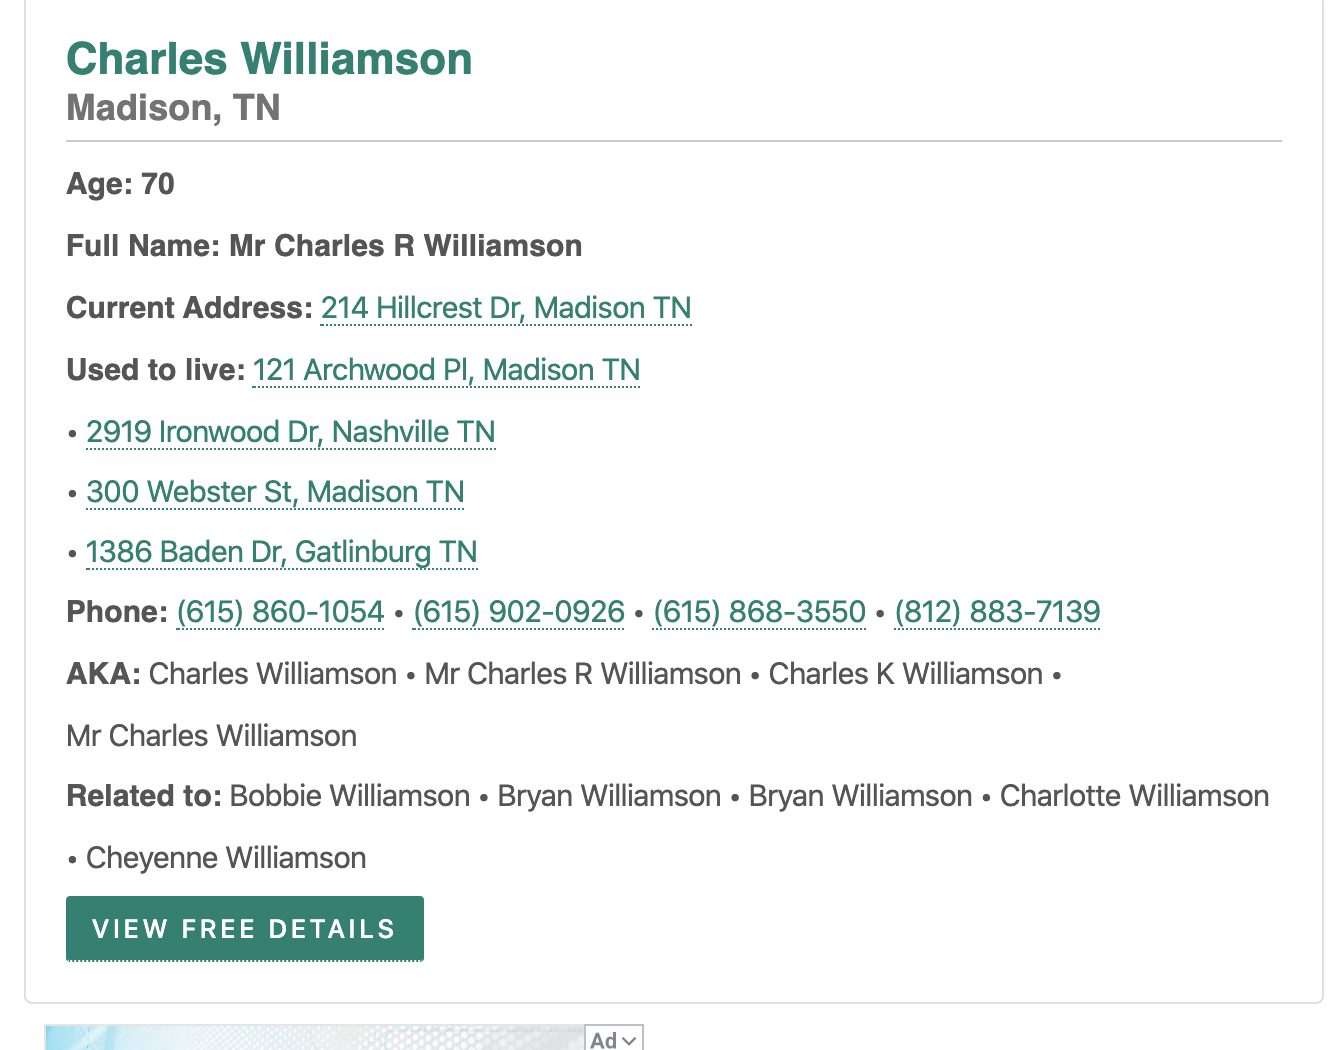 Charles Williamson
Madison, TN
Age: 70
Full Name: Mr Charles R Williamson
Current Address: 214 Hillcrest Dr, Madison TN
Used to live: 121 Archwood Pl, Madison TN
• 2919 Ironwood Dr, Nashville TN
• 300 Webster St, Madison TN
• 1386 Baden Dr, Gatlinburg TN
Phone: (615) 860-1054 • (615) 902-0926 • (615) 868-3550 • (812) 883-7139
AKA: Charles Williamson • Mr Charles R Williamson • Charles K Williamson •
Mr Charles Williamson
Related to: Bobbie Williamson • Bryan Williamson • Bryan Williamson • Charlotte Williamson
• Cheyenne Williamson
VIEW FREE DETAILS
Ad